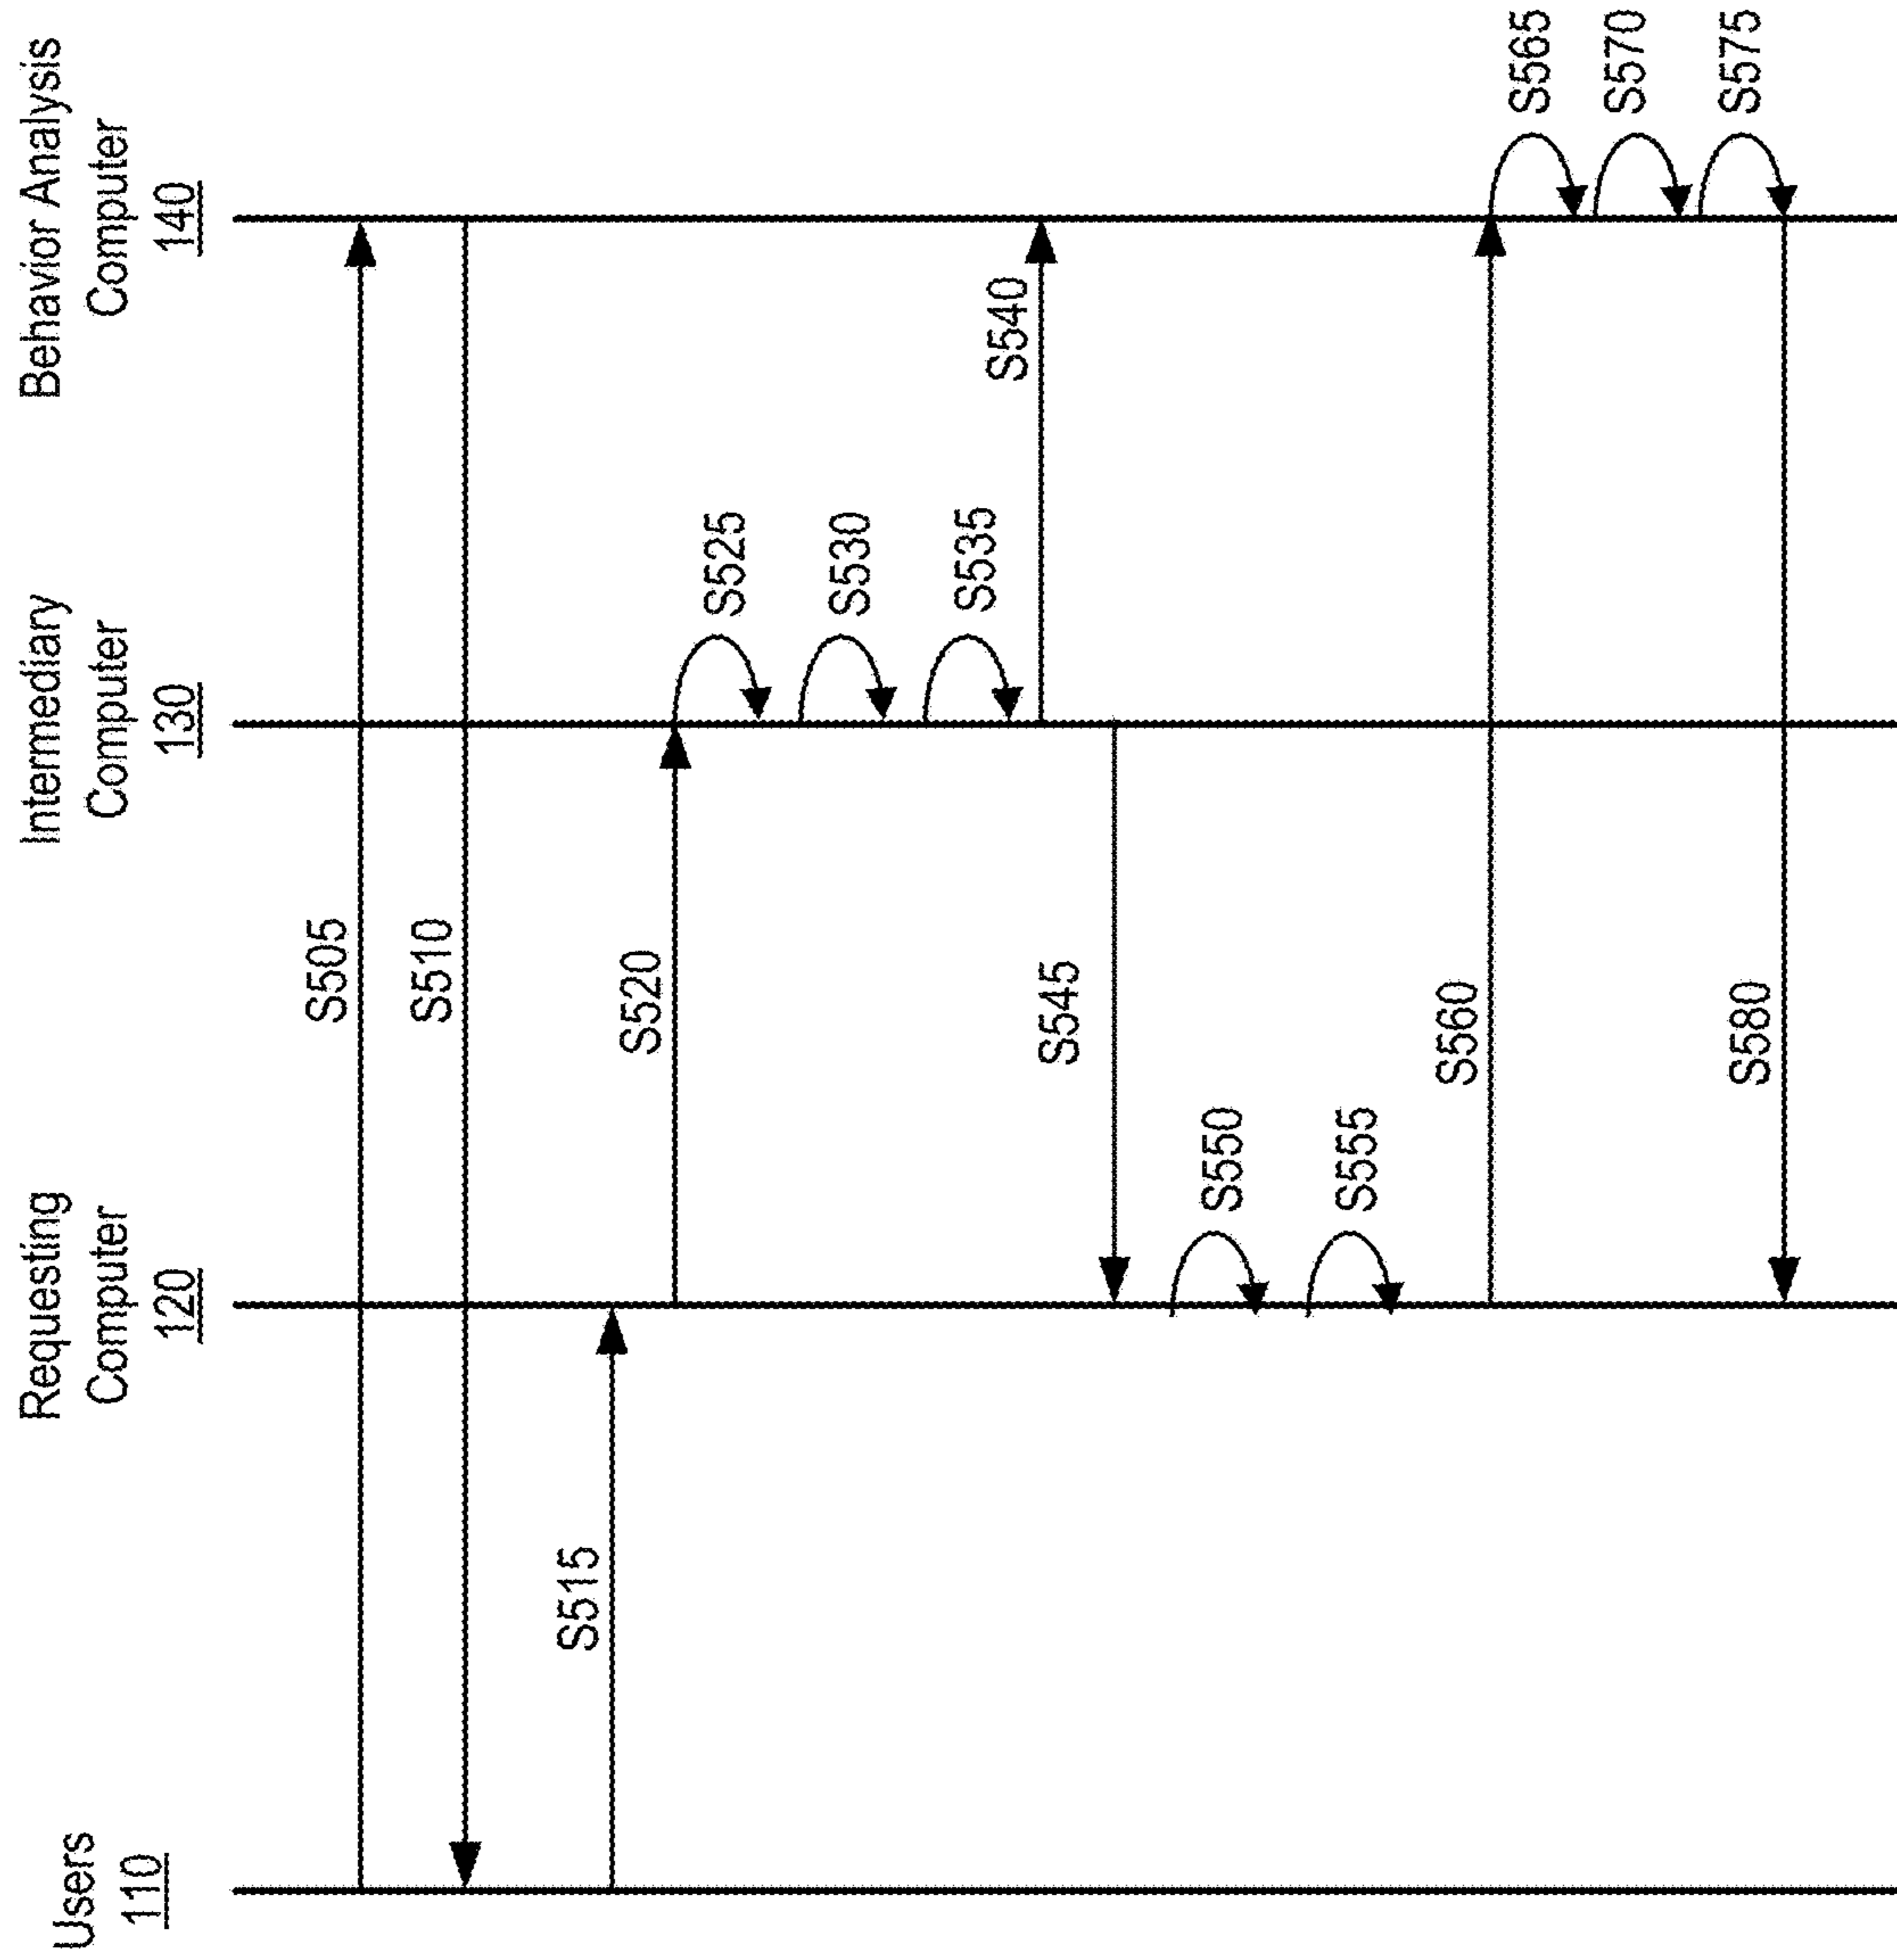 Users
110
Requesting
Computer
120
Intermediary
Computer
130
Behavior Analysis
Computer
140
S505
S510
S515
S520
S525
S530
S535
S540
S545
S550
S555
S560
S565
S570
S575
S580